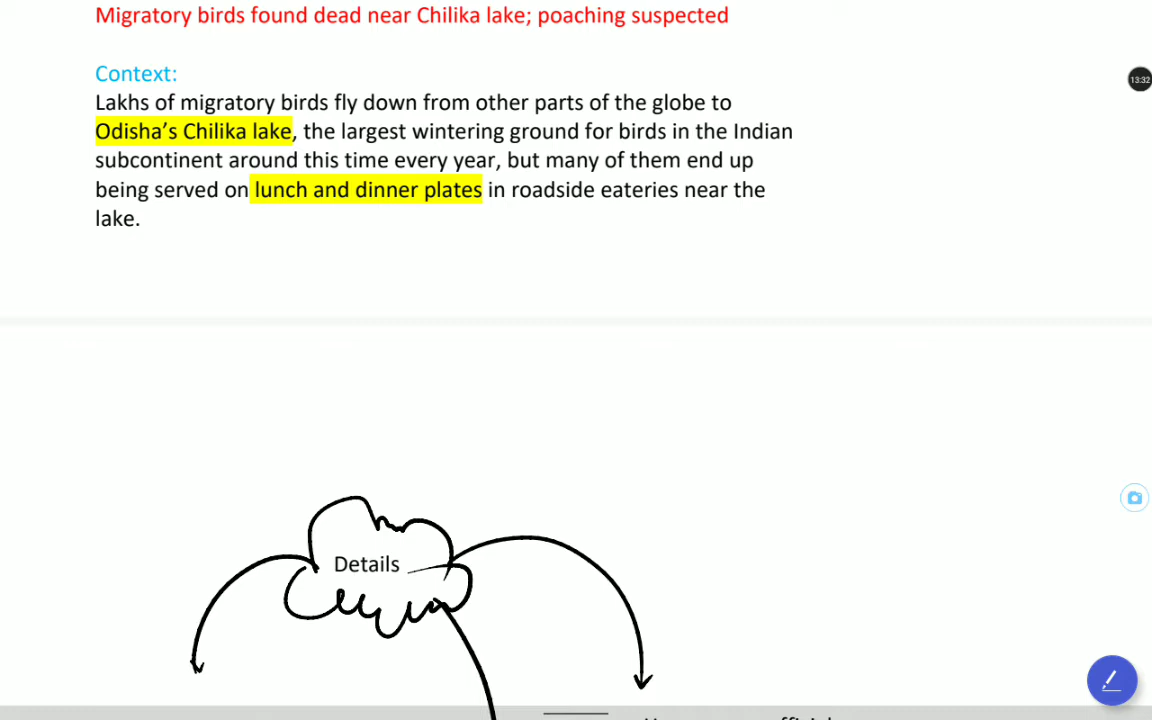 Migratory birds found dead near Chilika lake; poaching suspected
Context:
Lakhs of migratory birds fly down from other parts of the globe to
Odisha’s Chilika lake, the largest wintering ground for birds in the Indian
subcontinent around this time every year, but many of them end up
being served on lunch and dinner plates in roadside eateries near the
lake.
13:32
Details